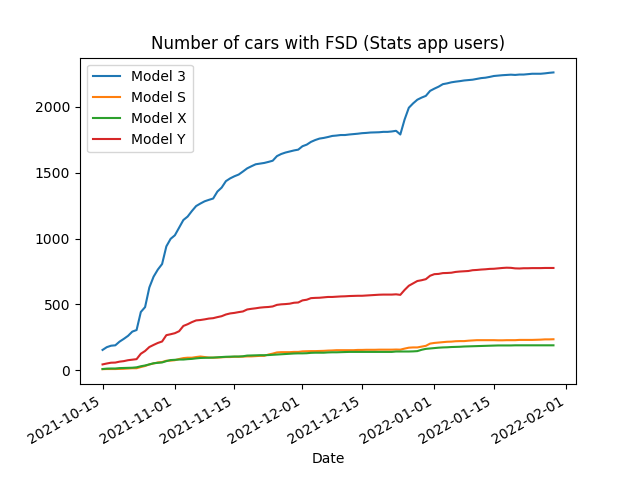 Number of cars with FSD (Stats app users)
Model 3
Model S
Model X
Model Y
2000
1500
1000
500
0
2021-10-15
2021-11-01
2021-11-15
2021-12-01
2021-12-15
2022-01-01
2022-01-15
2022-02-01
Date